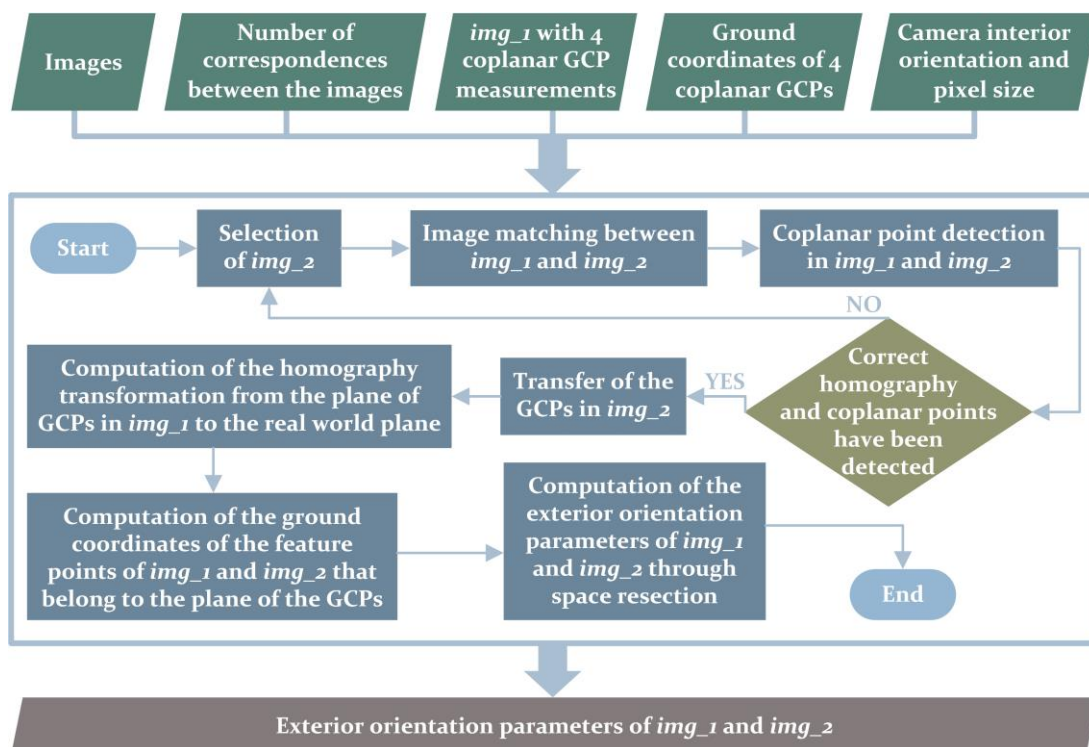 Images
Number of
correspondences
between the images
img_1 with 4
coplanar GCP
measurements
Ground
coordinates of 4
coplanar GCPs
Camera interior
orientation and
pixel size
Start
Selection
of img_2
Image matching between
img_1 and img_2
Coplanar point detection
in img_1 and img_2
NO
Correct
homography
and coplanar points
have been
detected
YES
Transfer of the
GCPs in img_2
Computation of the homography
transformation from the plane of
GCPs in img_1 to the real world plane
Computation of the ground
coordinates of the feature
points of img_1 and img_2 that
belong to the plane of the GCPs
Computation of the
exterior orientation
parameters of img_1
and img_2 through
space resection
End
Exterior orientation parameters of img_1 and img_2